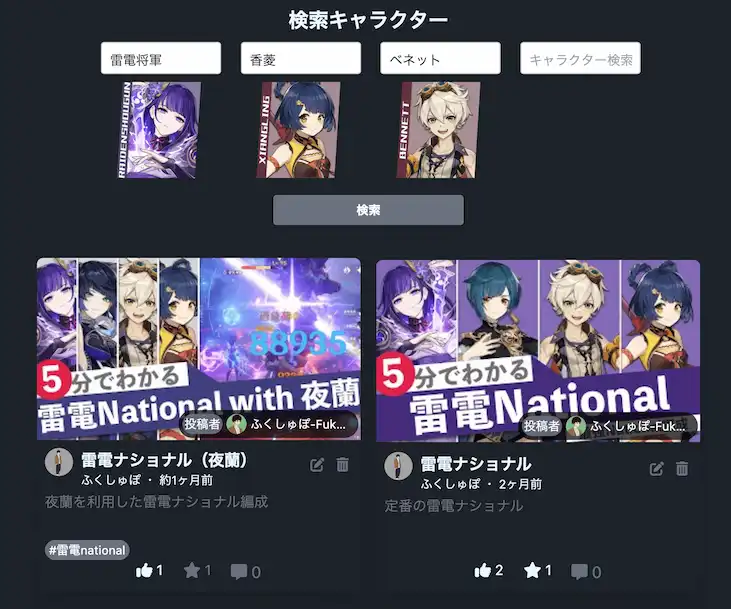 検索キャラクター
雷電将軍
香菱
ベネット
キャラクター検索
RAIDENSHOUGUN
XIANGLING
BENNETT
検索
88935
5分でわかる
雷電National with 夜蘭
投稿者 ふくしゅぽ-Fuk...
5分でわかる
雷電National
投稿者 ふくしゅぽ-Fuk...
雷電ナショナル（夜蘭）
ふくしゅぽ ・ 約1ヶ月前
夜蘭を利用した雷電ナショナル編成
#雷電national
1 1 0
雷電ナショナル
ふくしゅぽ ・ 2ヶ月前
定番の雷電ナショナル
2 1 0